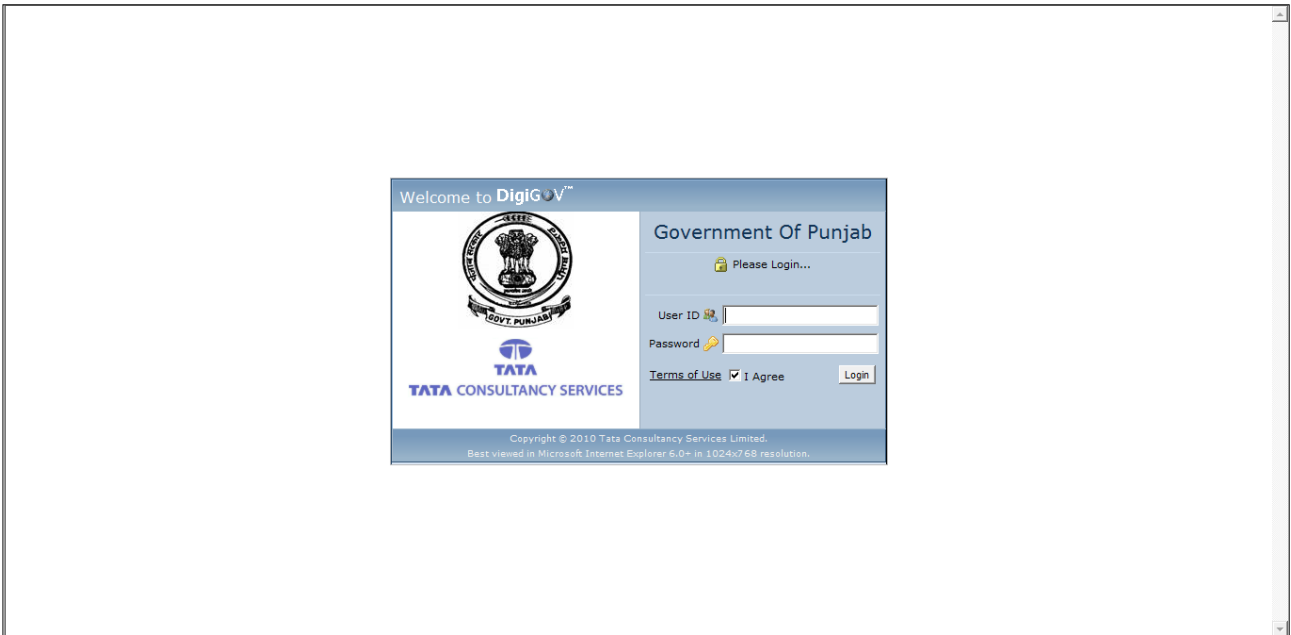 Welcome to DigiGOV™
पंजाब सरकार
GOVT. PUNJAB
TATA
TATA CONSULTANCY SERVICES
Government Of Punjab
Please Login...
User ID
Password
Terms of Use I Agree Login
Copyright © 2010 Tata Consultancy Services Limited.
Best viewed in Microsoft Internet Explorer 6.0+ in 1024x768 resolution.